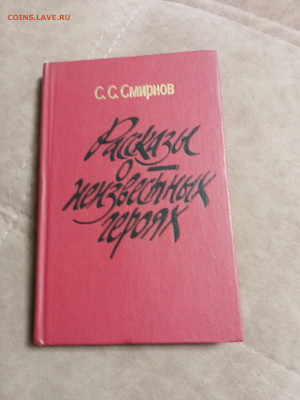 COINS.LAVE.RU
С. С. Смирнов
Рассказы
о
неизвестных
героях